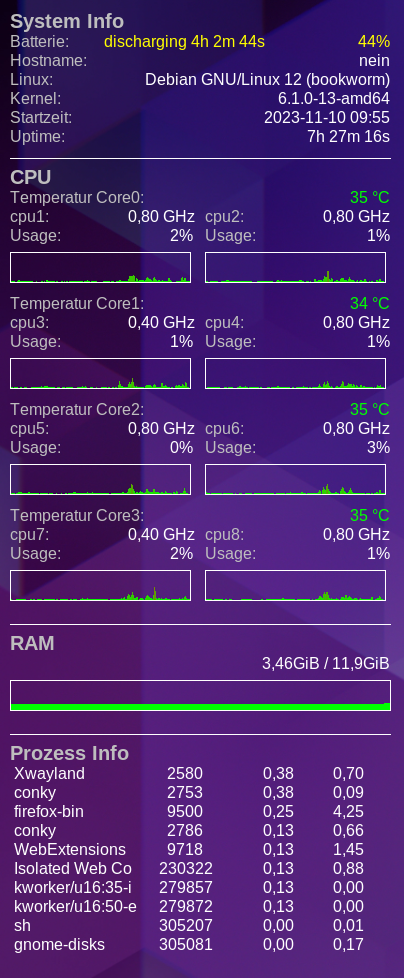 System Info
Batterie: discharging 4h 2m 44s 44%
Hostname: nein
Linux: Debian GNU/Linux 12 (bookworm)
Kernel: 6.1.0-13-amd64
Startzeit: 2023-11-10 09:55
Uptime: 7h 27m 16s
CPU
Temperatur Core0: 35 °C
cpu1: 0,80 GHz cpu2: 0,80 GHz
Usage: 2% Usage: 1%
Temperatur Core1: 34 °C
cpu3: 0,40 GHz cpu4: 0,80 GHz
Usage: 1% Usage: 1%
Temperatur Core2: 35 °C
cpu5: 0,80 GHz cpu6: 0,80 GHz
Usage: 0% Usage: 3%
Temperatur Core3: 35 °C
cpu7: 0,40 GHz cpu8: 0,80 GHz
Usage: 2% Usage: 1%
RAM
3,46GiB / 11,9GiB
Prozess Info
Xwayland 2580 0,38 0,70
conky 2753 0,38 0,09
firefox-bin 9500 0,25 4,25
conky 2786 0,13 0,66
WebExtensions 9718 0,13 1,45
Isolated Web Co 230322 0,13 0,88
kworker/u16:35-i 279857 0,13 0,00
kworker/u16:50-e 279872 0,13 0,00
sh 305207 0,00 0,01
gnome-disks 305081 0,00 0,17